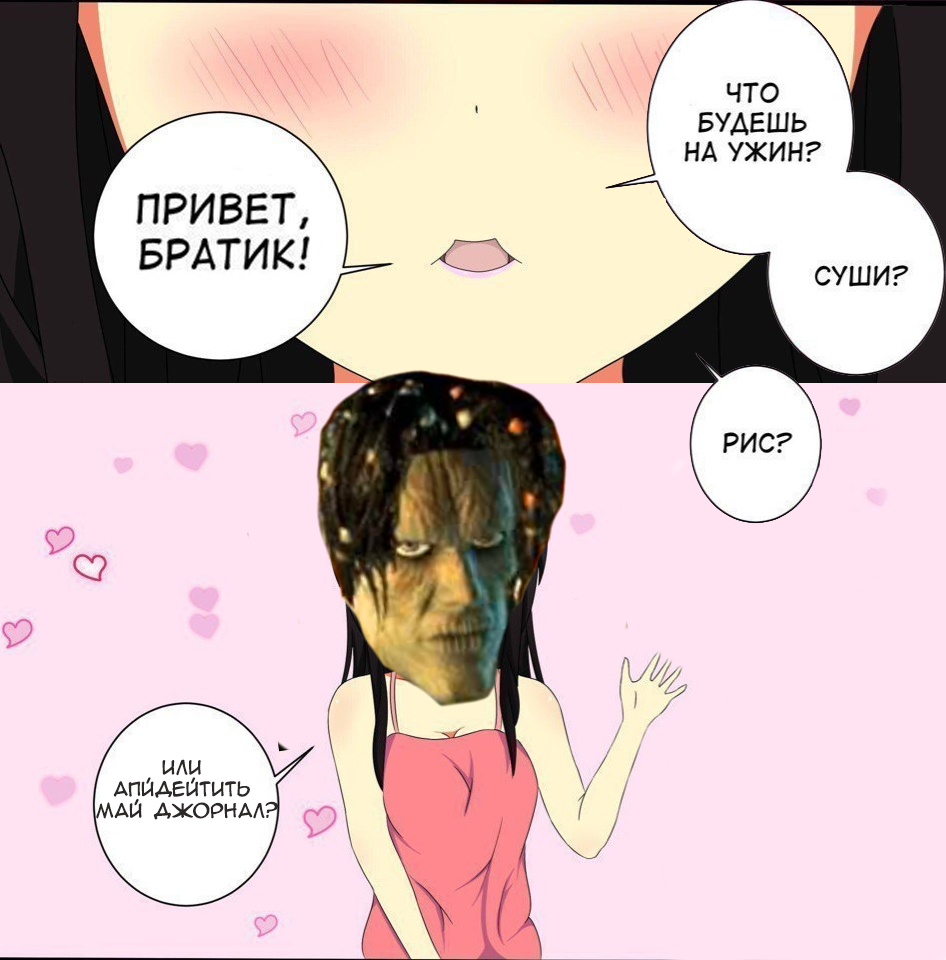 ПРИВЕТ,
БРАТИК!
ЧТО
БУДЕШЬ
НА УЖИН?
СУШИ?
РИС?
ИЛИ
АПЙДЕЙТИТЬ
МАЙ ДЖОРНАЛ?